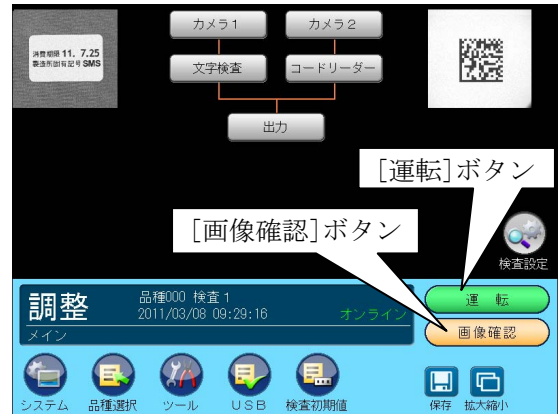 カメラ1
カメラ2
消費期限 11. 7.25
製造所固有記号 SMS
文字検査
コードリーダー
出力
[運転]ボタン
[画像確認]ボタン
検査設定
調整
品種000 検査1
2011/03/08 09:29:16
オンライン
メイン
運 転
画像確認
システム
品種選択
ツール
USB
検査初期値
保存
拡大縮小